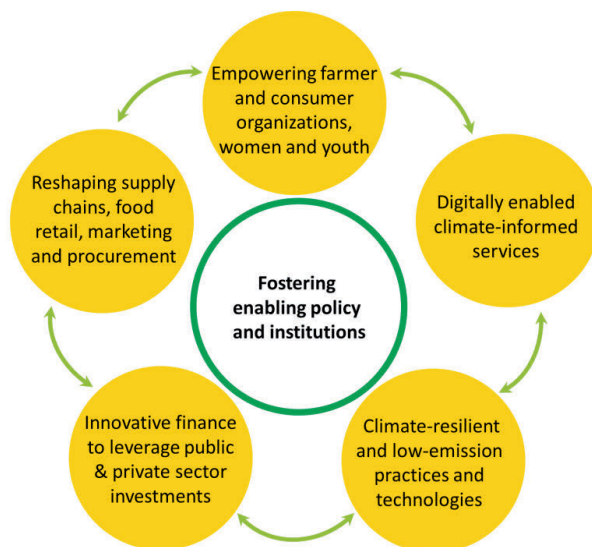 Empowering farmer
and consumer
organizations,
women and youth
Digitally enabled
climate-informed
services
Climate-resilient
and low-emission
practices and
technologies
Innovative finance
to leverage public
& private sector
investments
Reshaping supply
chains, food
retail, marketing
and procurement
Fostering
enabling policy
and institutions